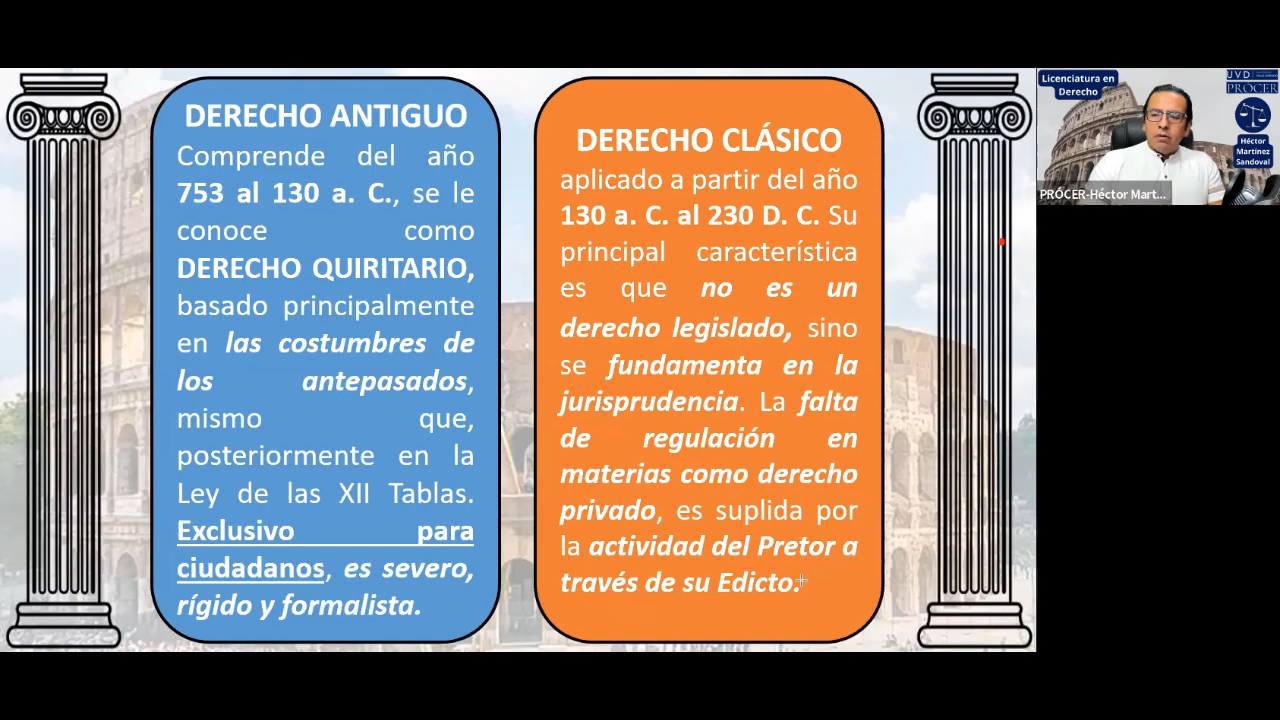 DERECHO ANTIGUO
Comprende del año
753 al 130 a. C., se le
conoce como
DERECHO QUIRITARIO,
basado principalmente
en las costumbres de
los antepasados,
mismo que,
posteriormente en la
Ley de las XII Tablas.
Exclusivo para
ciudadanos, es severo,
rígido y formalista.
DERECHO CLÁSICO
aplicado a partir del año
130 a. C. al 230 D. C. Su
principal característica
es que no es un
derecho legislado, sino
se fundamenta en la
jurisprudencia. La falta
de regulación en
materias como derecho
privado, es suplida por
la actividad del Pretor a
través de su Edicto.
Licenciatura en
Derecho
UVD
PRÓCER
Héctor
Martínez
Sandoval
PRÓCER-Héctor Mart...